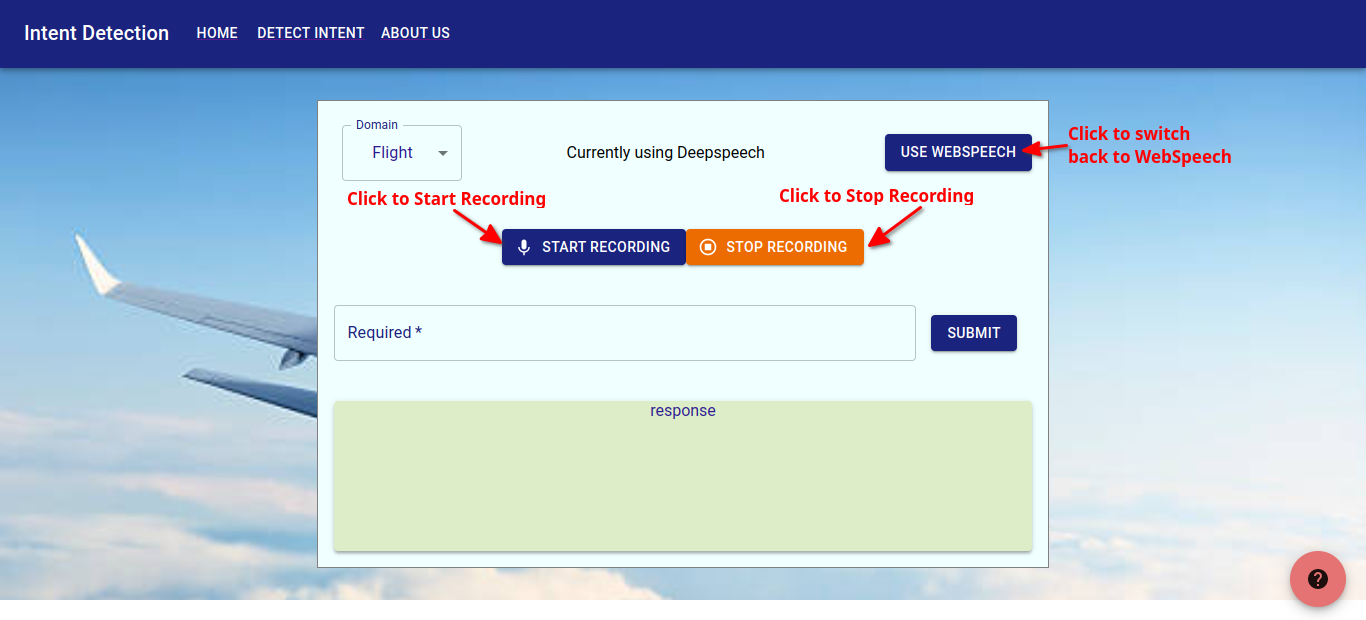 Intent Detection HOME DETECT INTENT ABOUT US
Domain
Flight
Currently using Deepspeech
USE WEBSPEECH
Click to switch
back to WebSpeech
Click to Start Recording
Click to Stop Recording
START RECORDING
STOP RECORDING
Required *
SUBMIT
response
?